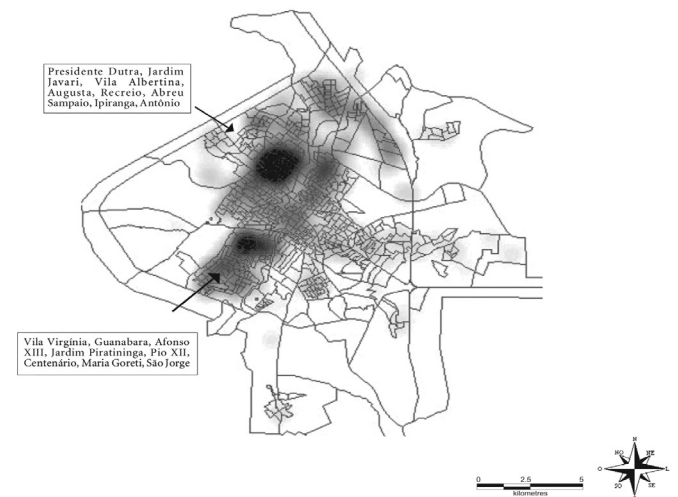 Presidente Dutra, Jardim
Javari, Vila Albertina,
Augusta, Recreio, Abreu
Sampaio, Ipiranga, Antônio
Vila Virgínia, Guanabara, Afonso
XIII, Jardim Piratininga, Pio XII,
Centenário, Maria Goreti, São Jorge
N
NO NE
O L
SO SE
S
0 2.5 5
kilometres